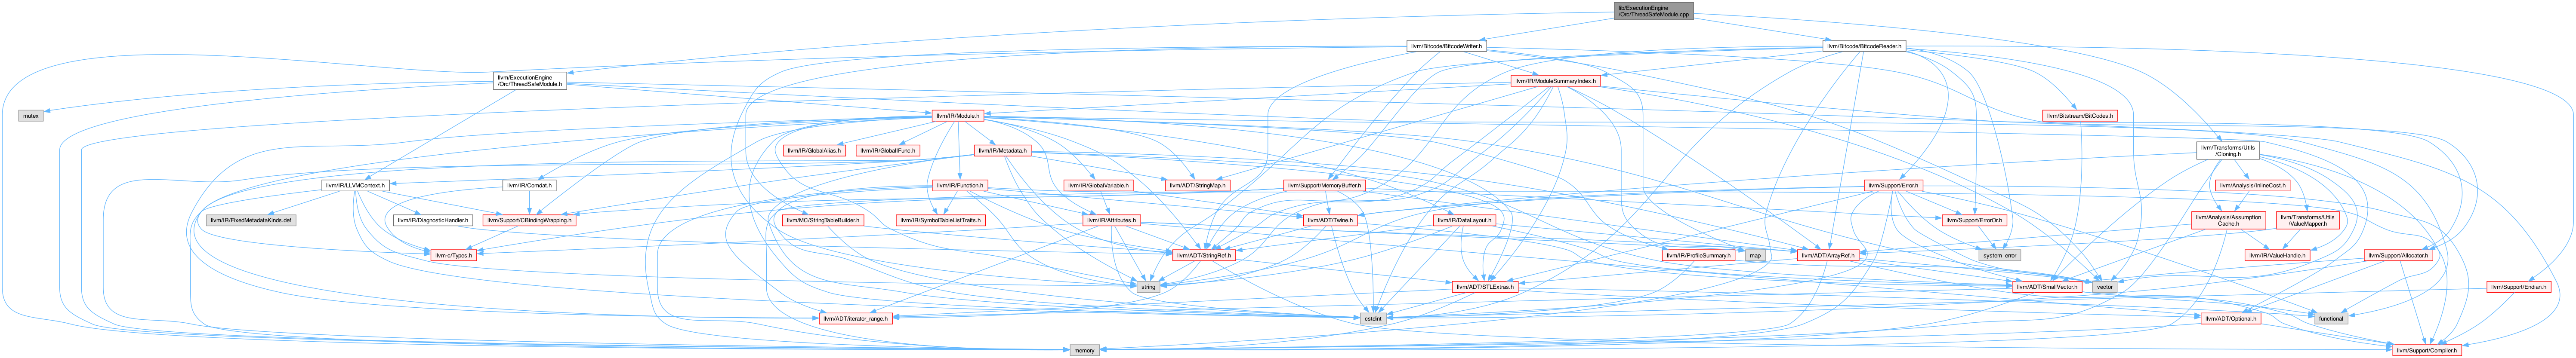 lib/ExecutionEngine
/Orc/ThreadSafeModule.cpp
llvm/Bitcode/BitcodeWriter.h
llvm/Bitcode/BitcodeReader.h
llvm/ExecutionEngine
/Orc/ThreadSafeModule.h
llvm/IR/ModuleSummaryIndex.h
mutex
llvm/IR/Module.h
llvm/Bitstream/BitCodes.h
llvm/IR/GlobalAlias.h
llvm/IR/GlobalIFunc.h
llvm/IR/Metadata.h
llvm/Transforms/Utils
/Cloning.h
llvm/IR/LLVMContext.h
llvm/IR/Comdat.h
llvm/IR/Function.h
llvm/IR/GlobalVariable.h
llvm/ADT/StringMap.h
llvm/Support/MemoryBuffer.h
llvm/Support/Error.h
llvm/Analysis/InlineCost.h
llvm/IR/FixedMetadataKinds.def
llvm/IR/DiagnosticHandler.h
llvm/Support/CBindingWrapping.h
llvm/IR/SymbolTableListTraits.h
llvm/MC/StringTableBuilder.h
llvm/IR/Attributes.h
llvm/ADT/Twine.h
llvm/IR/DataLayout.h
llvm/Support/ErrorOr.h
llvm/Analysis/Assumption
Cache.h
llvm/Transforms/Utils
/ValueMapper.h
llvm-c/Types.h
llvm/ADT/StringRef.h
llvm/IR/ProfileSummary.h
map
llvm/ADT/ArrayRef.h
system_error
llvm/IR/ValueHandle.h
llvm/Support/Allocator.h
string
llvm/ADT/STLExtras.h
llvm/ADT/SmallVector.h
vector
llvm/Support/Endian.h
llvm/ADT/iterator_range.h
cstdint
llvm/ADT/Optional.h
functional
memory
llvm/Support/Compiler.h